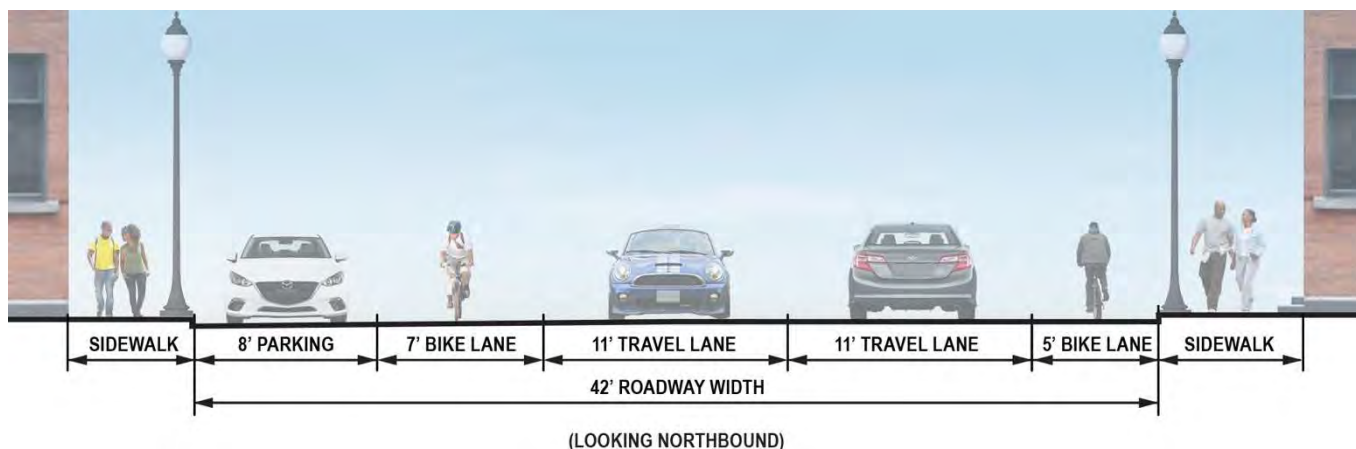 SIDEWALK
8’ PARKING
7’ BIKE LANE
11’ TRAVEL LANE
11’ TRAVEL LANE
5’ BIKE LANE
SIDEWALK
42’ ROADWAY WIDTH
(LOOKING NORTHBOUND)